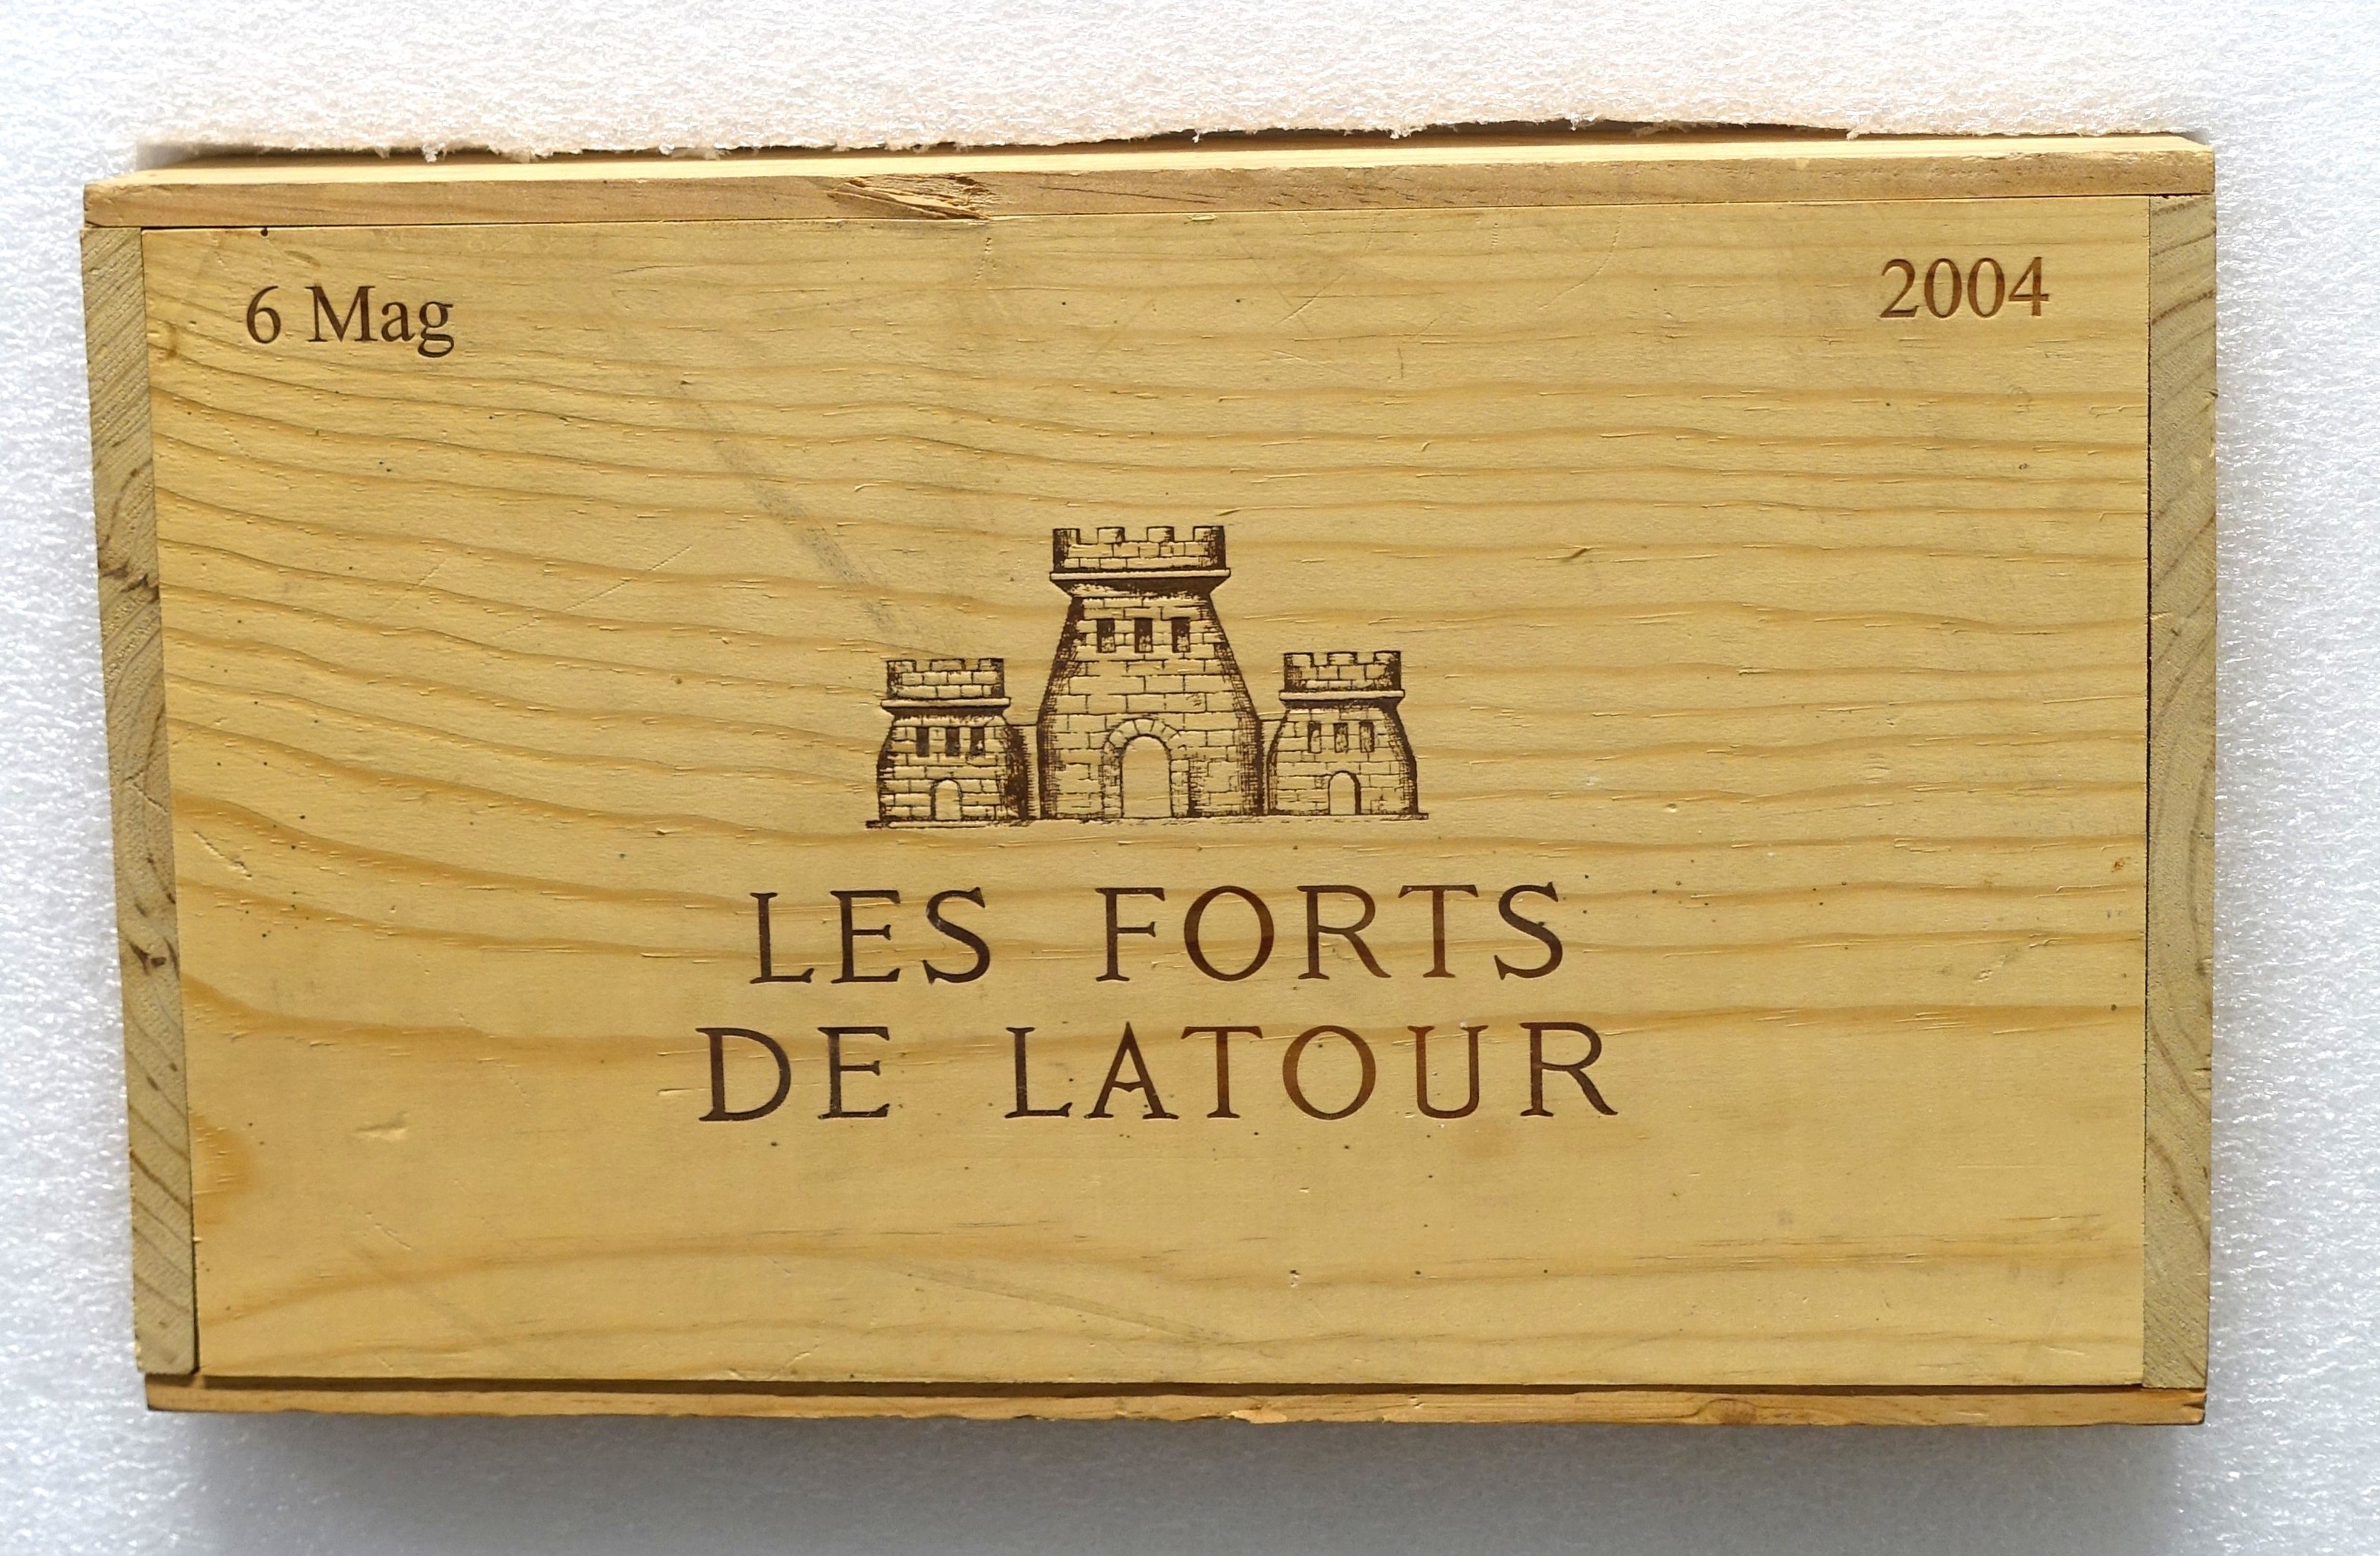 6 Mag
2004
LES FORTS
DE LATOUR